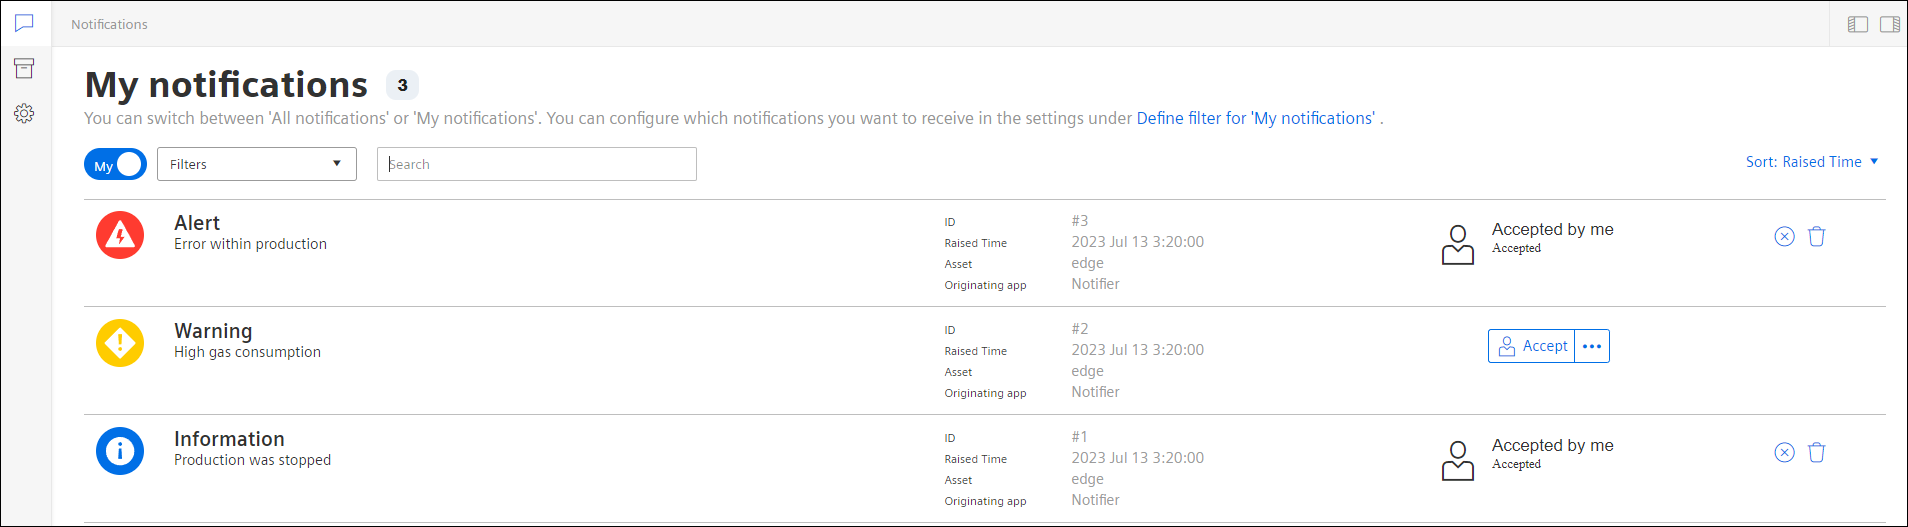 Notifications
My notifications 3
You can switch between 'All notifications' or 'My notifications'. You can configure which notifications you want to receive in the settings under Define filter for 'My notifications' .
My Filters Search Sort: Raised Time
Alert
Error within production
ID #3
Raised Time 2023 Jul 13 3:20:00
Asset edge
Originating app Notifier
Accepted by me
Accepted
Warning
High gas consumption
ID #2
Raised Time 2023 Jul 13 3:20:00
Asset edge
Originating app Notifier
Accept
Information
Production was stopped
ID #1
Raised Time 2023 Jul 13 3:20:00
Asset edge
Originating app Notifier
Accepted by me
Accepted